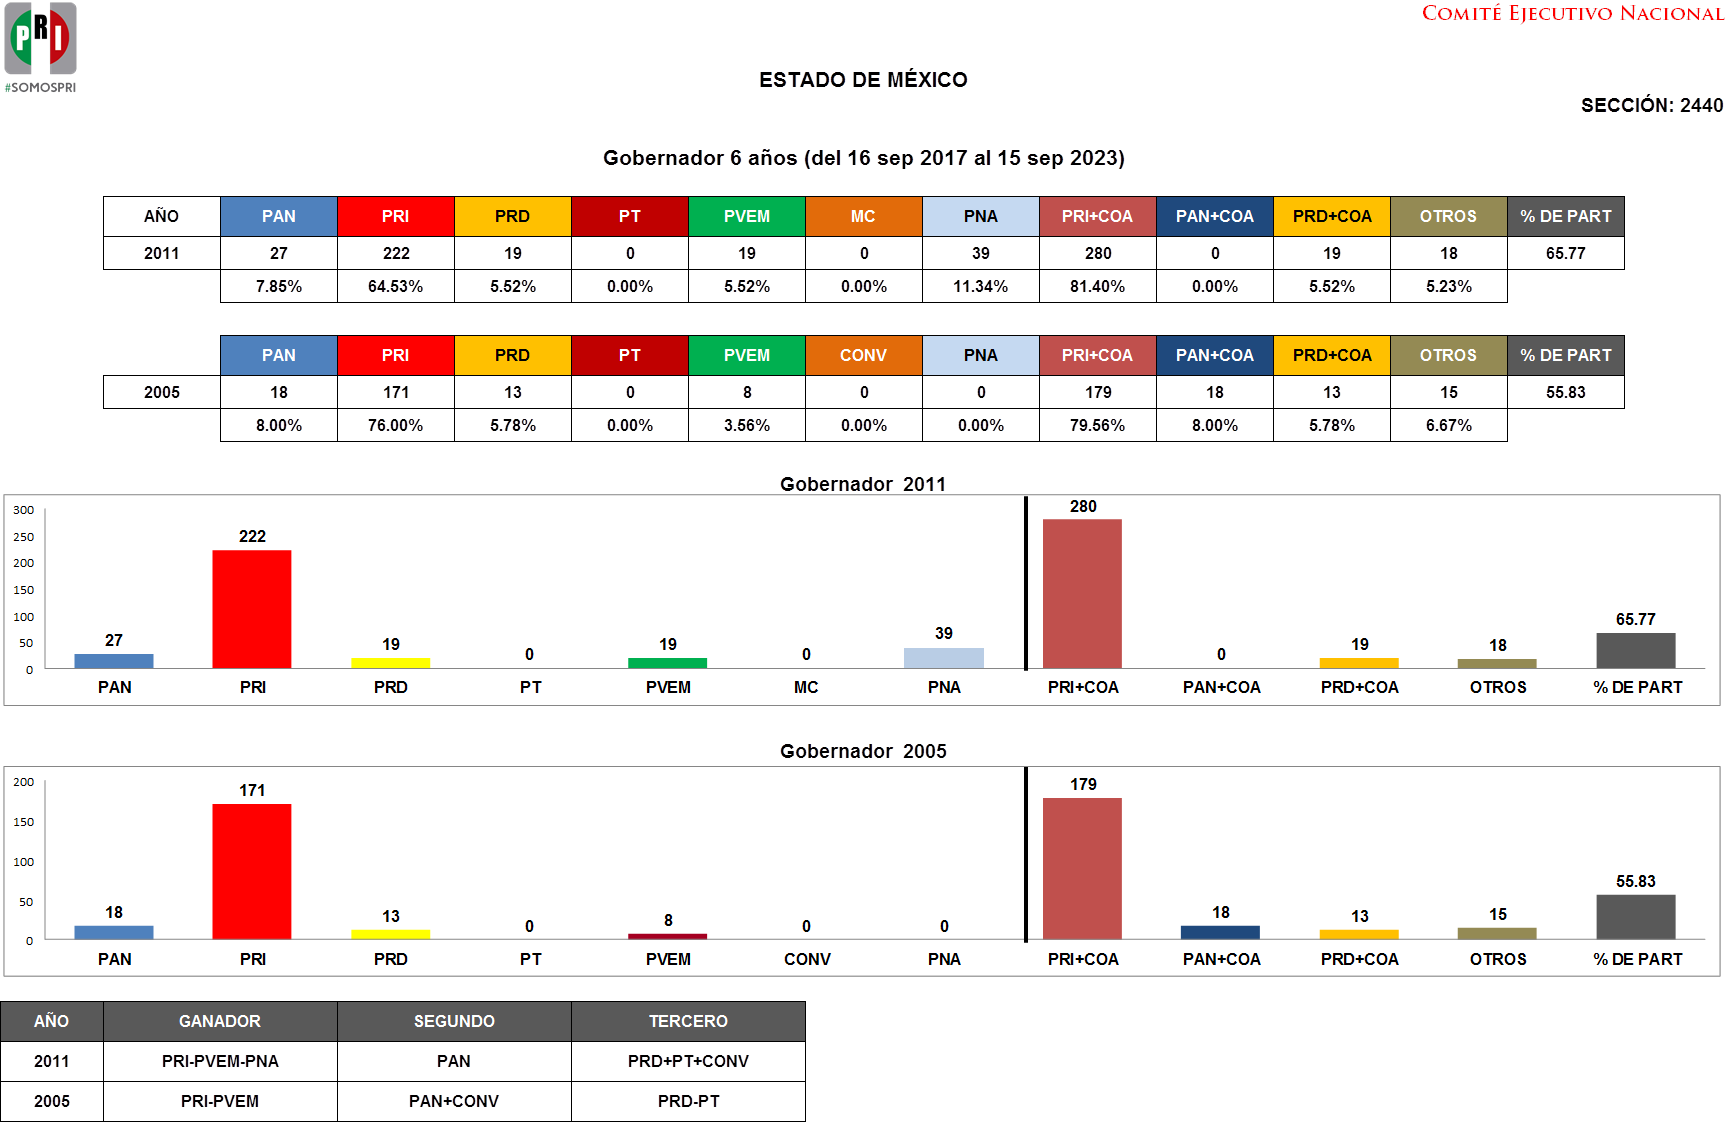 PRI
#SOMOSPRI
COMITÉ EJECUTIVO NACIONAL
ESTADO DE MÉXICO
SECCIÓN: 2440
Gobernador 6 años (del 16 sep 2017 al 15 sep 2023)
AÑO PAN PRI PRD PT PVEM MC PNA PRI+COA PAN+COA PRD+COA OTROS % DE PART
2011 27 222 19 0 19 0 39 280 0 19 18 65.77
7.85% 64.53% 5.52% 0.00% 5.52% 0.00% 11.34% 81.40% 0.00% 5.52% 5.23%
PAN PRI PRD PT PVEM CONV PNA PRI+COA PAN+COA PRD+COA OTROS % DE PART
2005 18 171 13 0 8 0 0 179 18 13 15 55.83
8.00% 76.00% 5.78% 0.00% 3.56% 0.00% 0.00% 79.56% 8.00% 5.78% 6.67%
Gobernador 2011
300
250
200
150
100
50
0
27 222 19 0 19 0 39 280 0 19 18 65.77
PAN PRI PRD PT PVEM MC PNA PRI+COA PAN+COA PRD+COA OTROS % DE PART
Gobernador 2005
200
150
100
50
0
18 171 13 0 8 0 0 179 18 13 15 55.83
PAN PRI PRD PT PVEM CONV PNA PRI+COA PAN+COA PRD+COA OTROS % DE PART
AÑO GANADOR SEGUNDO TERCERO
2011 PRI-PVEM-PNA PAN PRD+PT+CONV
2005 PRI-PVEM PAN+CONV PRD-PT